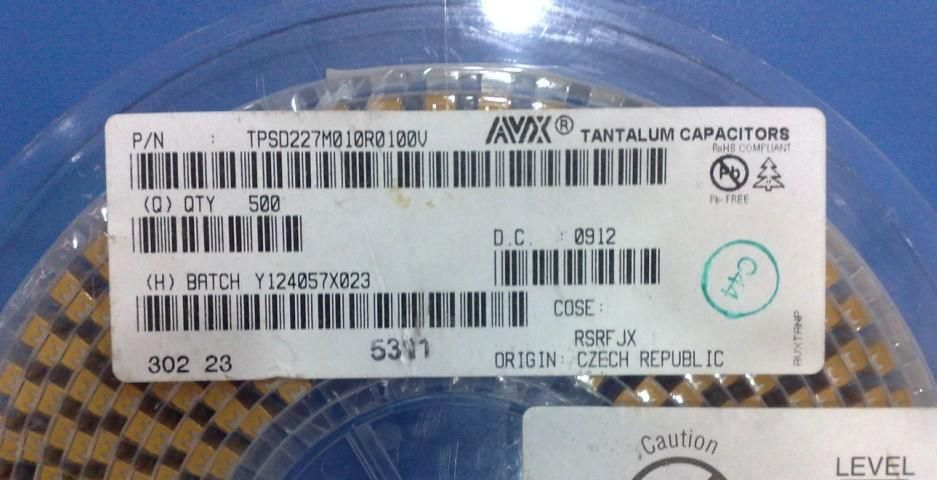 P/N : TPSD227M010R0100V
AVX® TANTALUM CAPACITORS
RoHS COMPLIANT
Pb
Pb-FREE
(Q) QTY 500
D.C. :0912
(H) BATCH Y124057X023
C44
COSE:
RSRFJX
302 23
ORIGIN: CZECH REPUBLIC
AVXTANP
Caution
LEVEL